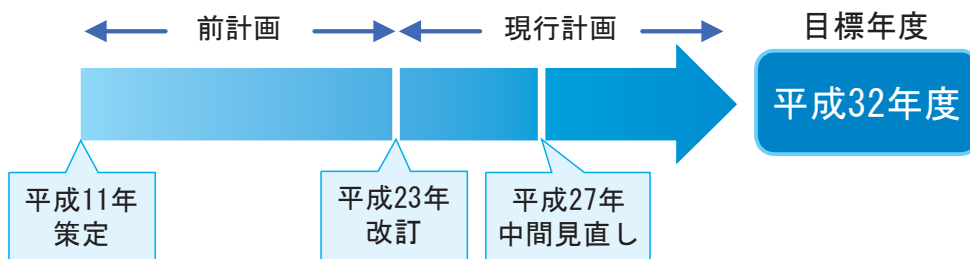 前計画
現行計画
目標年度
平成32年度
平成11年
策定
平成23年
改訂
平成27年
中間見直し